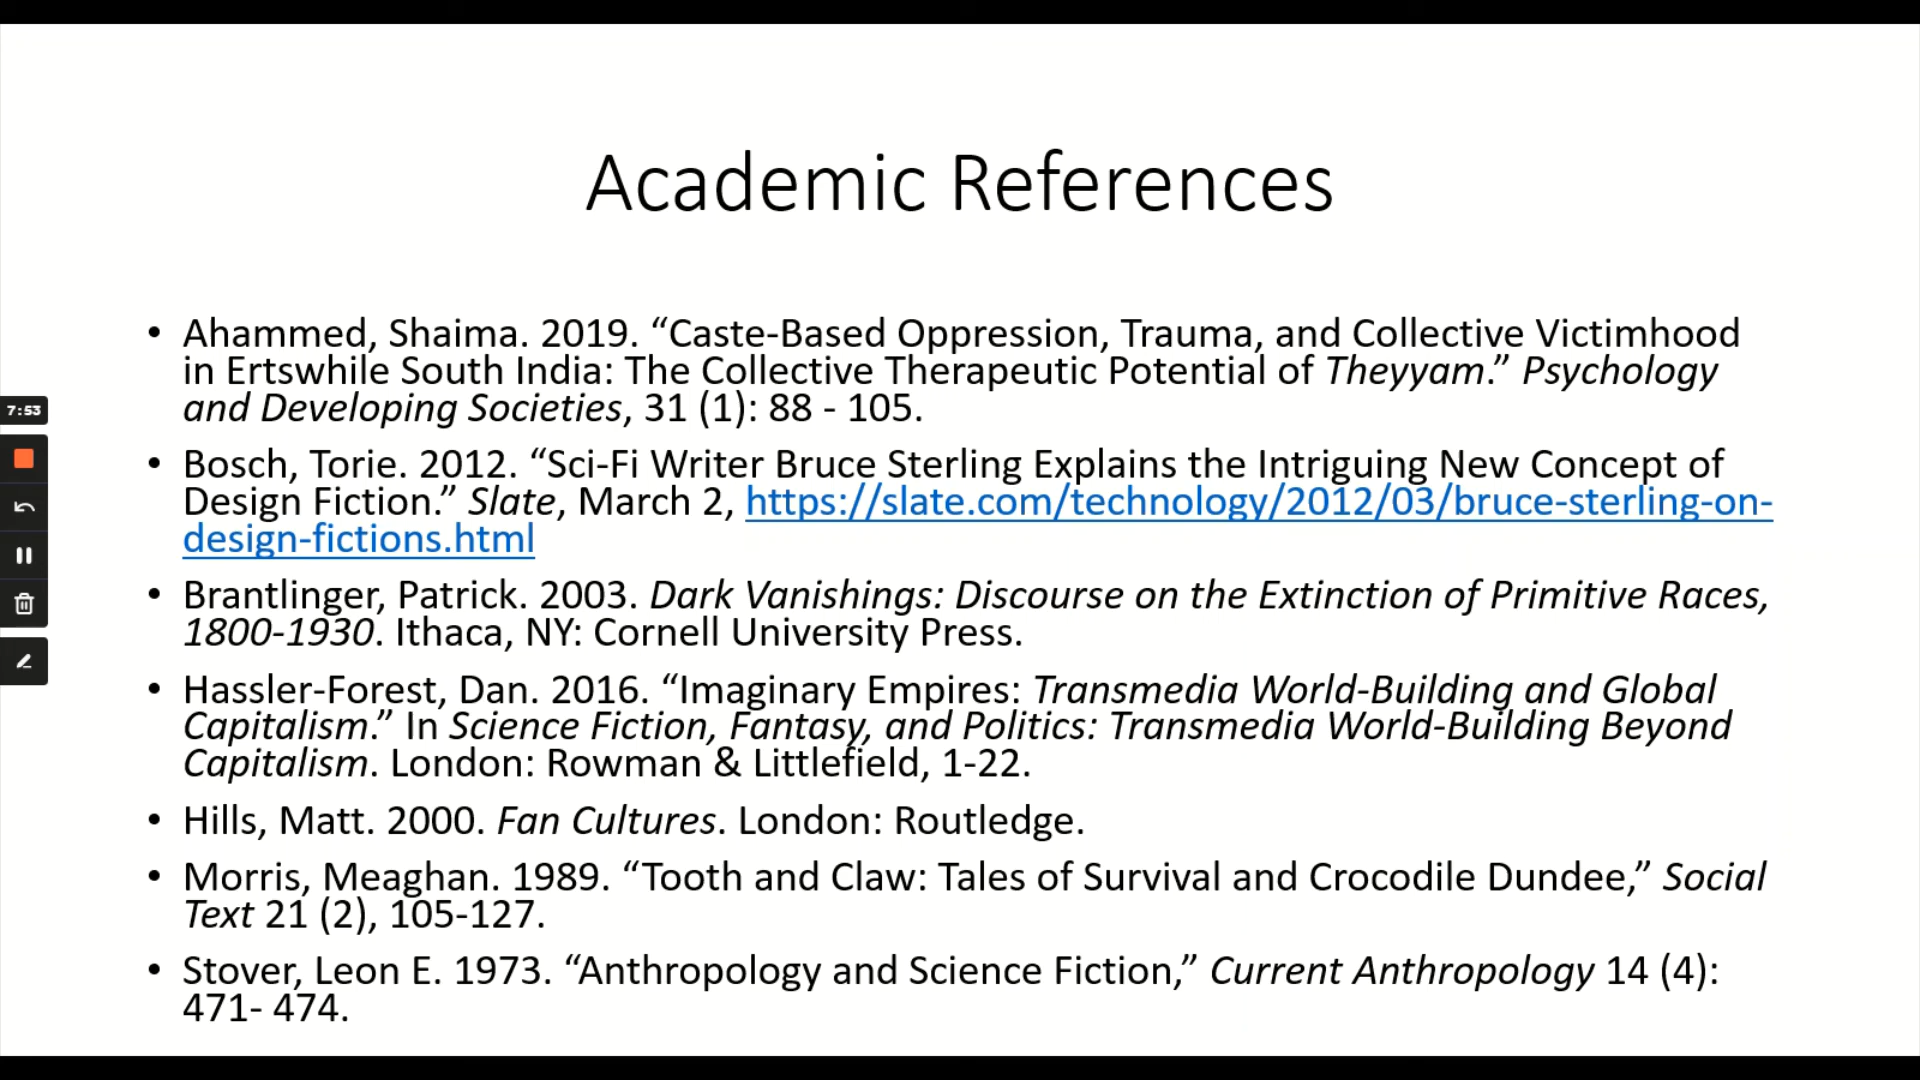 Academic References
• Ahammed, Shaima. 2019. “Caste-Based Oppression, Trauma, and Collective Victimhood
in Ertswhile South India: The Collective Therapeutic Potential of Theyyam.” Psychology
and Developing Societies, 31 (1): 88 - 105.
7:53
• Bosch, Torie. 2012. “Sci-Fi Writer Bruce Sterling Explains the Intriguing New Concept of
Design Fiction.” Slate, March 2, https://slate.com/technology/2012/03/bruce-sterling-on-
design-fictions.html
• Brantlinger, Patrick. 2003. Dark Vanishings: Discourse on the Extinction of Primitive Races,
1800-1930. Ithaca, NY: Cornell University Press.
• Hassler-Forest, Dan. 2016. “Imaginary Empires: Transmedia World-Building and Global
Capitalism.” In Science Fiction, Fantasy, and Politics: Transmedia World-Building Beyond
Capitalism. London: Rowman & Littlefield, 1-22.
• Hills, Matt. 2000. Fan Cultures. London: Routledge.
• Morris, Meaghan. 1989. “Tooth and Claw: Tales of Survival and Crocodile Dundee,” Social
Text 21 (2), 105-127.
• Stover, Leon E. 1973. “Anthropology and Science Fiction,” Current Anthropology 14 (4):
471- 474.